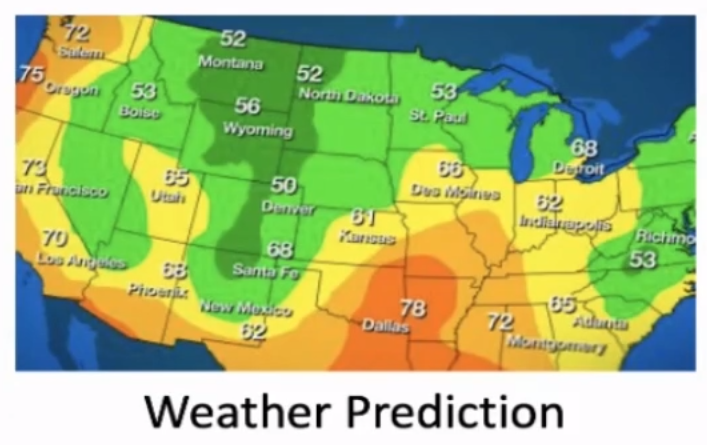 72
Salem
75
Oregon
53
Boise
52
Montana
52
North Dakota
56
Wyoming
53
St. Paul
68
Detroit
73
an Francisco
65
Utah
50
Denver
66
Des Moines
62
Indianapolis
61
Kansas
Richmo
53
70
Los Angeles
68
Phoenix
68
Santa Fe
New Mexico
62
78
Dallas
72
Montgomery
65
Atlanta
A
Weather Prediction